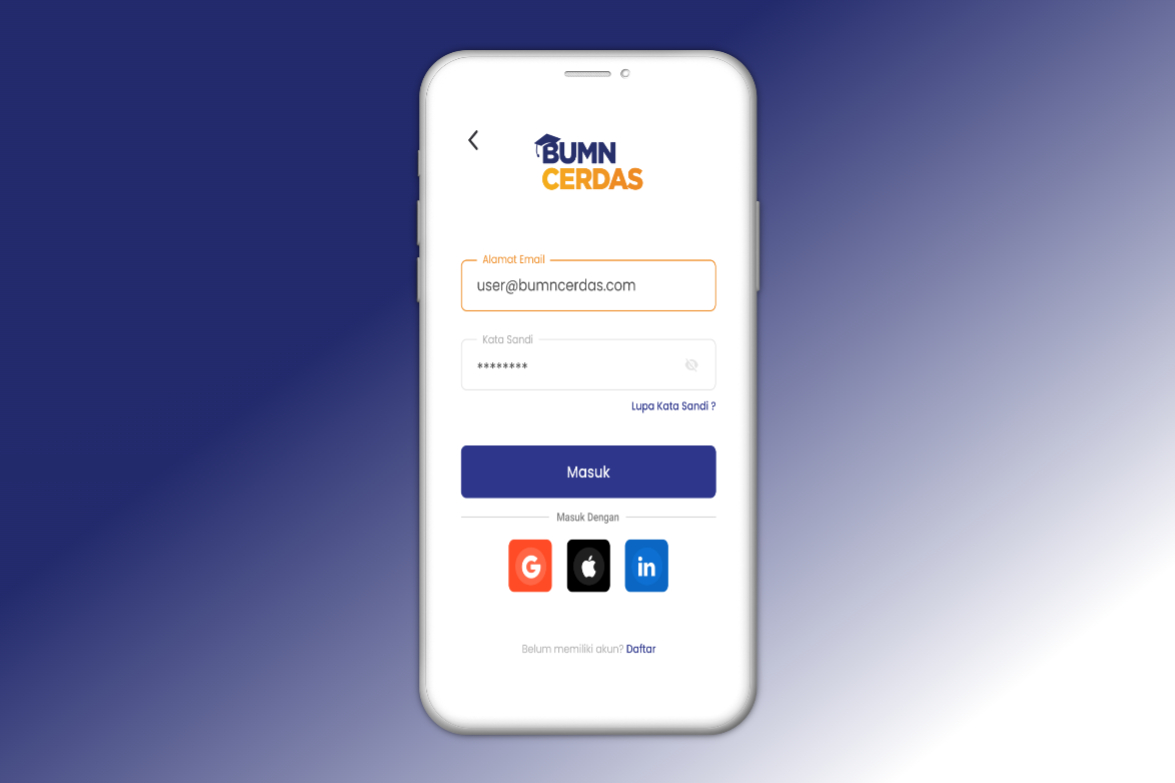 BUMN
CERDAS
Alamat Email
user@bumncerdas.com
Kata Sandi
********
Lupa Kata Sandi ?
Masuk
Masuk Dengan
G
in
Belum memiliki akun? Daftar